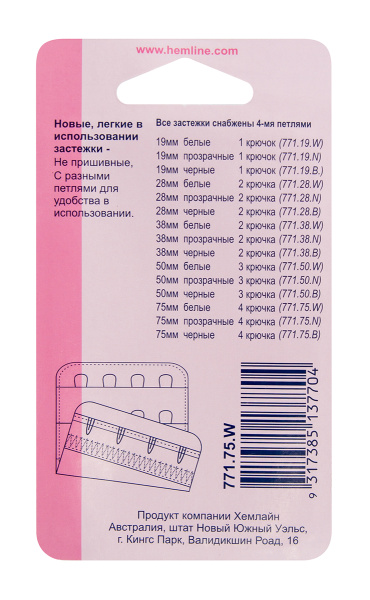 www.hemline.com
Новые, легкие в
использовании
застежки -
Не пришивные,
С разными
петлями для
удобства в
использовании.
Все застежки снабжены 4-мя петлями
19мм белые 1 крючок (771.19.W)
19мм прозрачные 1 крючок (771.19.N)
19мм черные 1 крючок (771.19.B.)
28мм белые 2 крючка (771.28.W)
28мм прозрачные 2 крючка (771.28.N)
28мм черные 2 крючка (771.28.B)
38мм белые 2 крючка (771.38.W)
38мм прозрачные 2 крючка (771.38.N)
38мм черные 2 крючка (771.38.B)
50мм белые 3 крючка (771.50.W)
50мм прозрачные 3 крючка (771.50.N)
50мм черные 3 крючка (771.50.B)
75мм белые 4 крючка (771.75.W)
75мм прозрачные 4 крючка (771.75.N)
75мм черные 4 крючка (771.75.B)
771.75.W
9 317385 137704
Продукт компании Хемлайн
Австралия, штат Новый Южный Уэльс,
г. Кингс Парк, Валидикшин Роад, 16